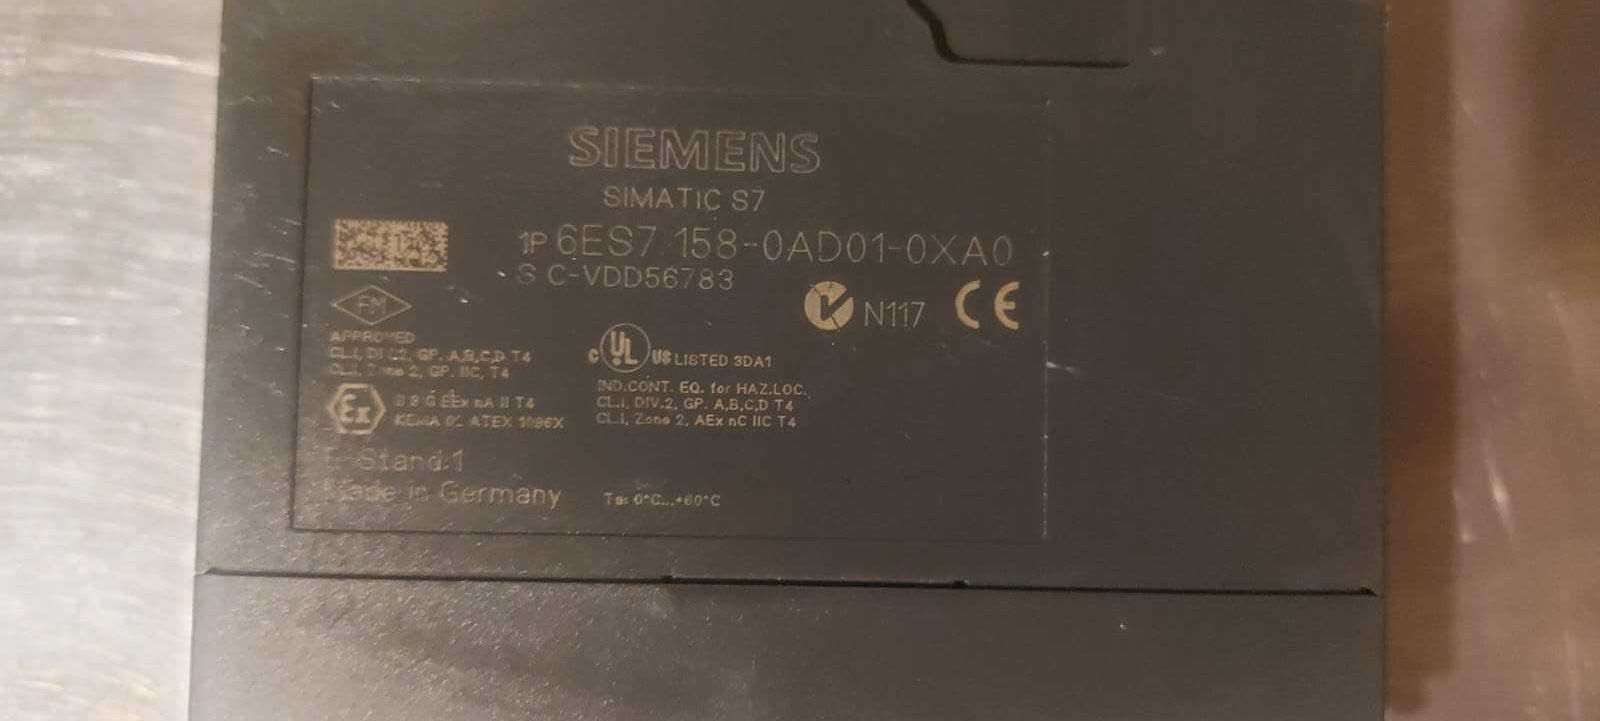 SIEMENS
SIMATIC S7
1P 6ES7 158-0AD01-0XA0
S C-VDD56783
FM
N117 CE
APPROVED
CL.I, DIV.2, GP. A,B,C,D T4
CL.I, Zone 2, GP. IIC, T4
c UL US LISTED 3DA1
IND.CONT. EQ. for HAZ.LOC.
CL.I, DIV.2, GP. A,B,C,D T4
CL.I, Zone 2, AEx nC IIC T4
Ex
II 3 G EEx nA II T4
KEMA ATEX X
-Stand:1
Made in Germany
Ta: 0°C...+60°C